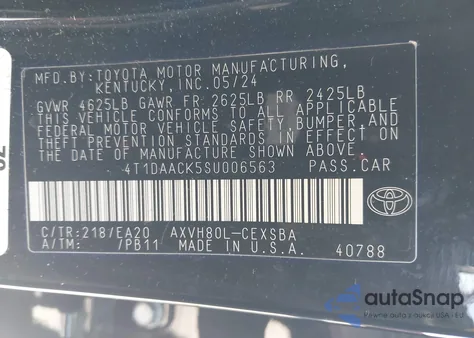 MFD.BY:TOYOTA MOTOR MANUFACTURING,
KENTUCKY, INC.05/24
GVWR 4625LB GAWR FR 2625LB RR 2425LB
THIS VEHICLE CONFORMS TO ALL APPLICABLE
FEDERAL MOTOR VEHICLE SAFETY, BUMPER, AND
THEFT PREVENTION STANDARDS IN EFFECT ON
THE DATE OF MANUFACTURE SHOWN ABOVE.
4T1DAACK5SU006563 PASS.CAR
C/TR:218/EA20 AXVH80L-CEXSBA
A/TM: /PB11 MADE IN U.S.A. 40788
TOYOTA
autoSnap